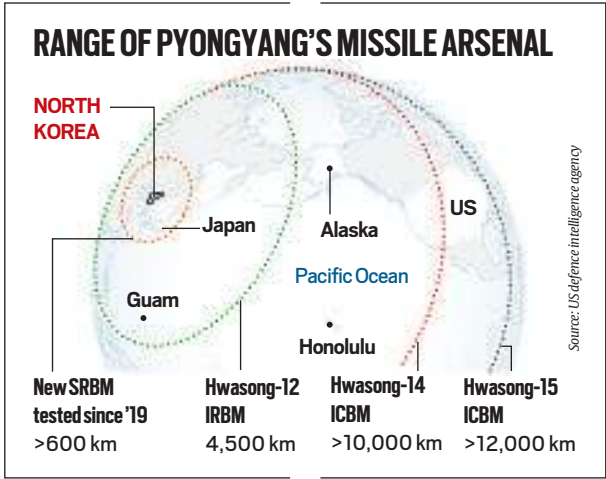 RANGE OF PYONGYANG'S MISSILE ARSENAL
NORTH
KOREA
Japan
Alaska
US
Pacific Ocean
Guam
Honolulu
Source: US defence intelligence agency
New SRBM
tested since '19
>600 km
Hwasong-12
IRBM
4,500 km
Hwasong-14
ICBM
>10,000 km
Hwasong-15
ICBM
>12,000 km